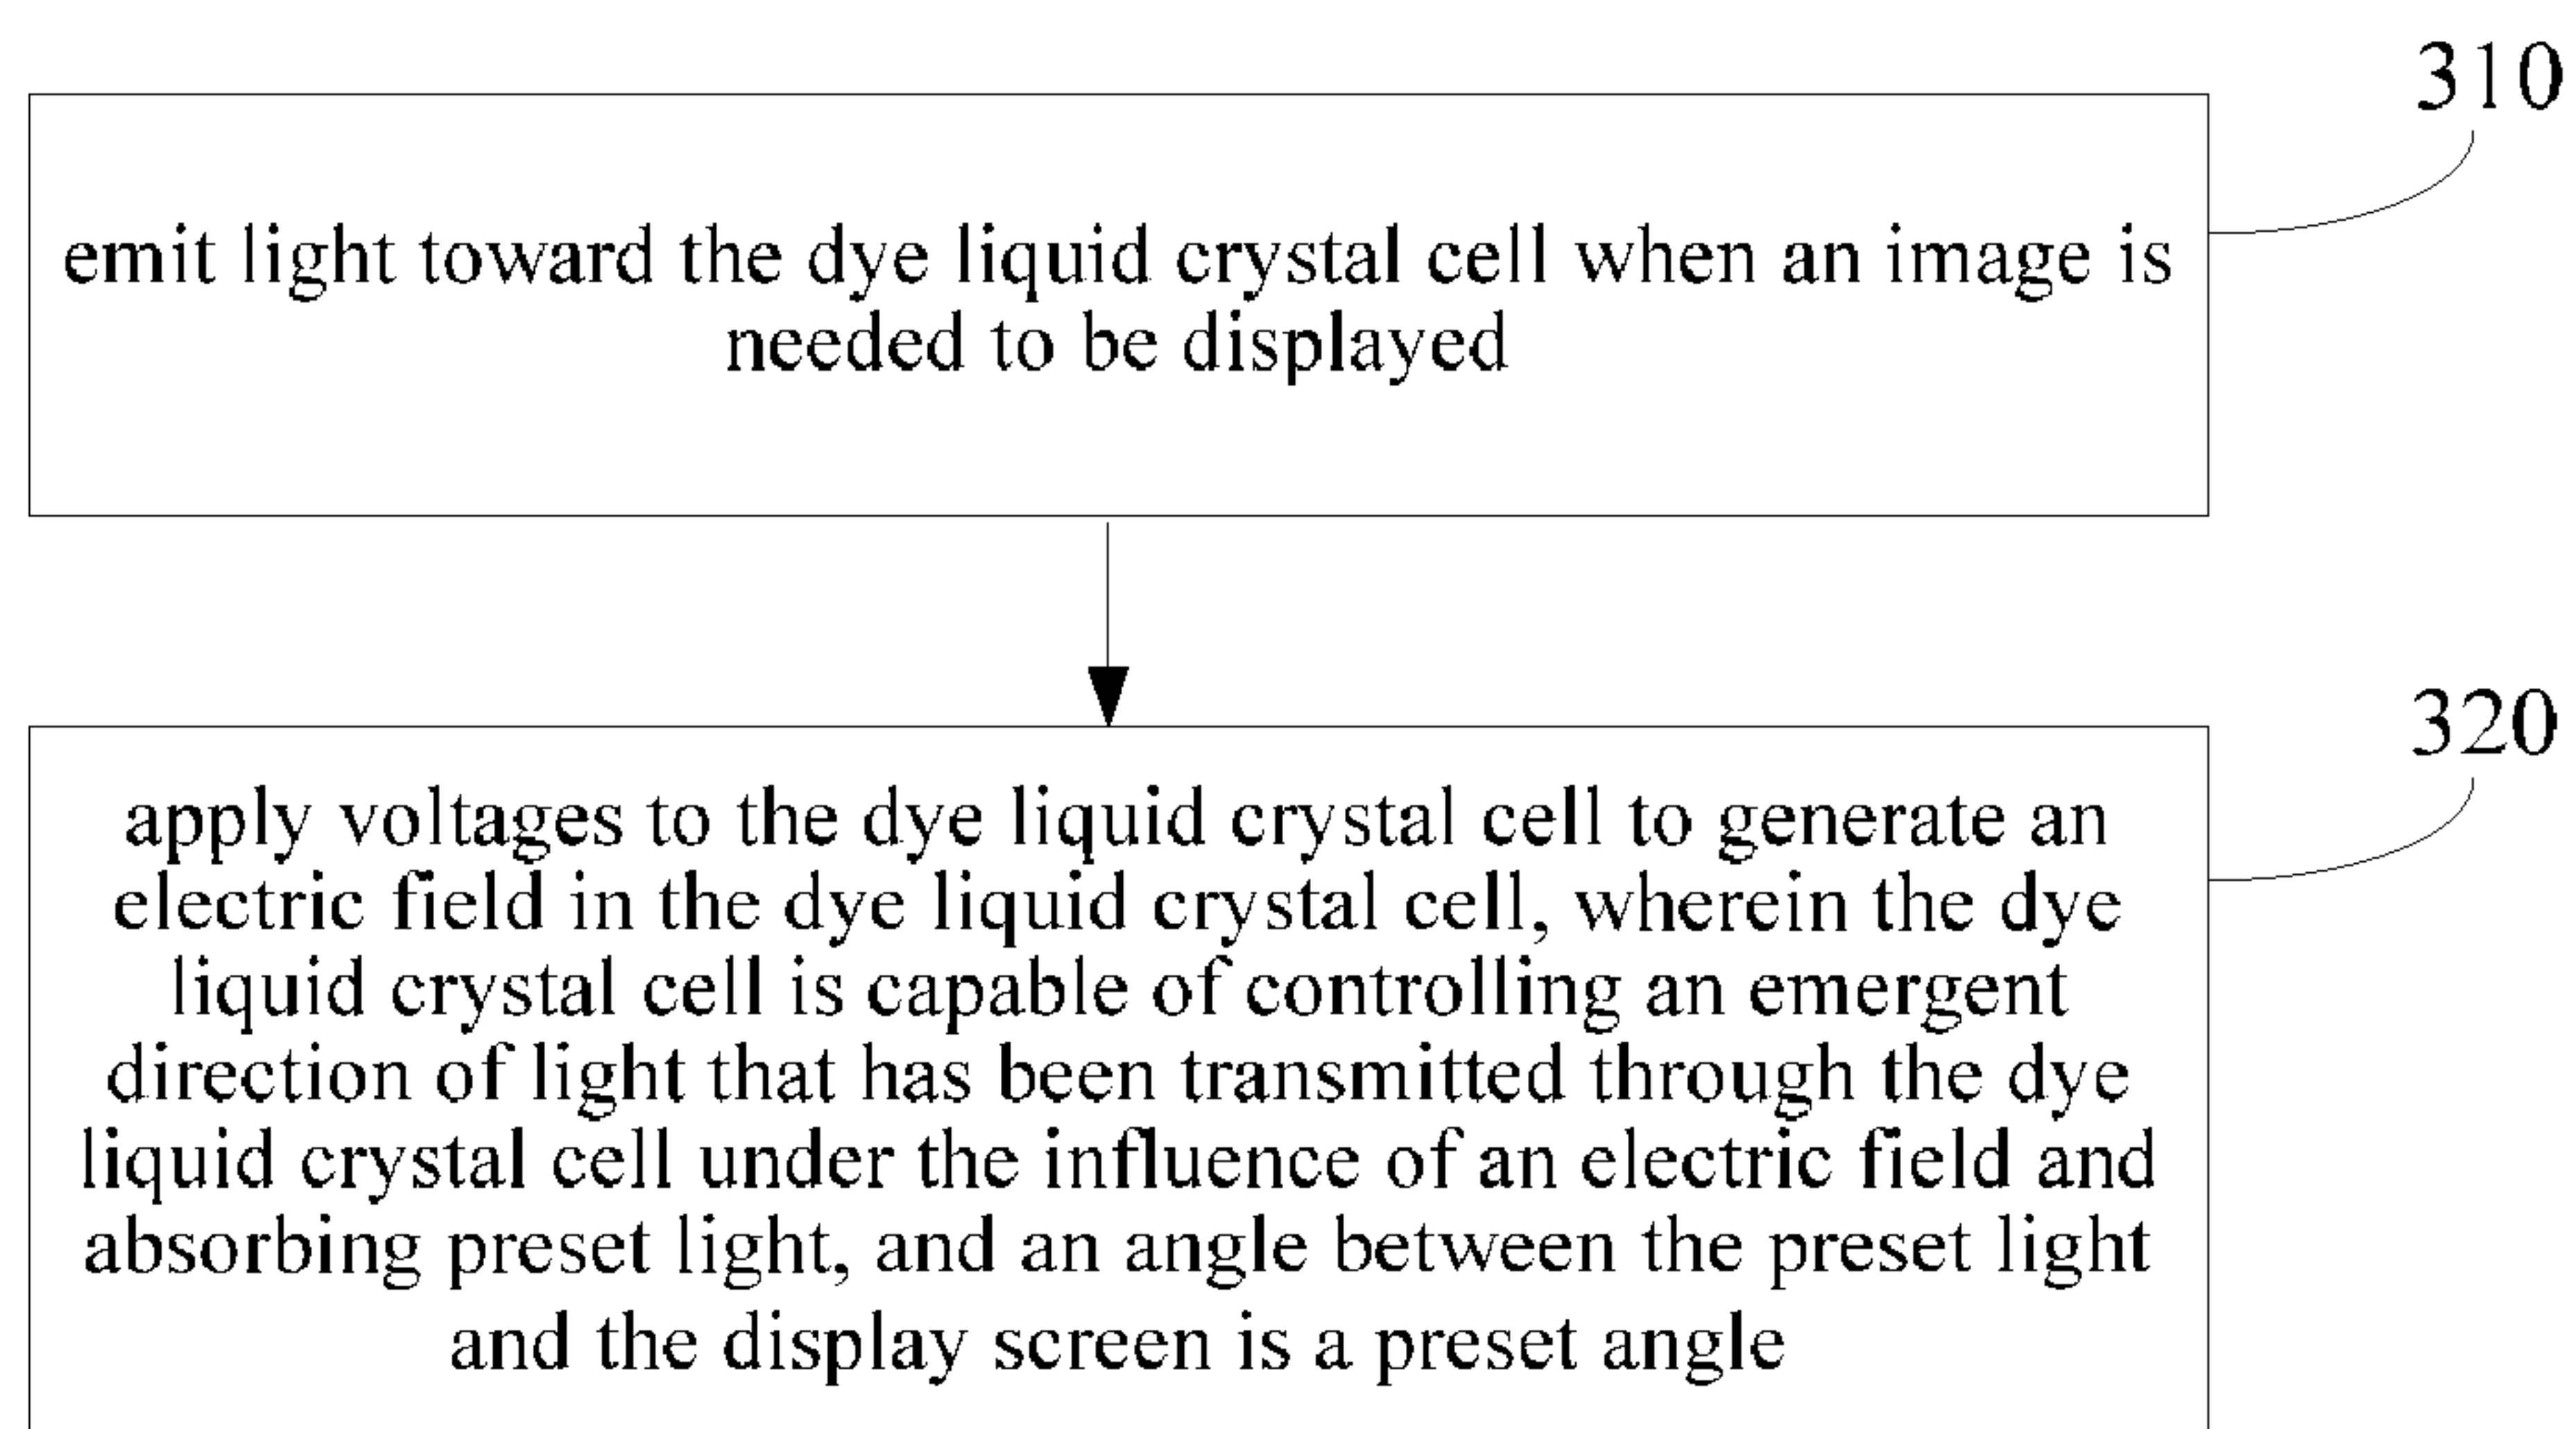 310
emit light toward the dye liquid crystal cell when an image is
needed to be displayed
320
apply voltages to the dye liquid crystal cell to generate an
electric field in the dye liquid crystal cell, wherein the dye
liquid crystal cell is capable of controlling an emergent
direction of light that has been transmitted through the dye
liquid crystal cell under the influence of an electric field and
absorbing preset light, and an angle between the preset light
and the display screen is a preset angle